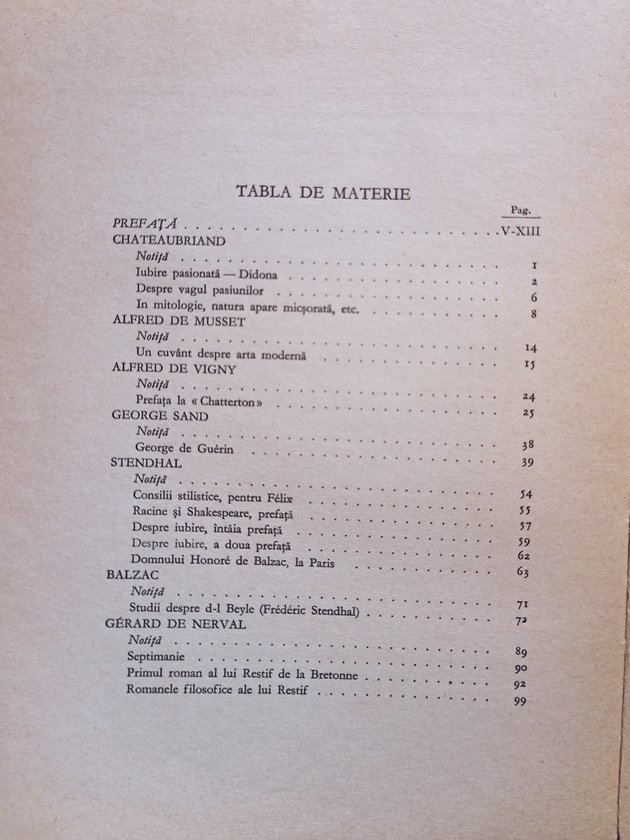 TABLA DE MATERIE
Pag.
PREFAȚĂ . . . . . . . . . . . . . . . . . . . . . . . . . . . V-XIII
CHATEAUBRIAND
Notiță . . . . . . . . . . . . . . . . . . . . . . . . 1
Iubire pasionată — Didona . . . . . . . . . . . . . . . 2
Despre vagul pasiunilor . . . . . . . . . . . . . . . . 6
In mitologie, natura apare micșorată, etc. . . . . . . . . . 8
ALFRED DE MUSSET
Notiță . . . . . . . . . . . . . . . . . . . . . . . . 14
Un cuvânt despre arta modernă . . . . . . . . . . . . . 15
ALFRED DE VIGNY
Notiță . . . . . . . . . . . . . . . . . . . . . . . . 24
Prefața la « Chatterton » . . . . . . . . . . . . . . . . 25
GEORGE SAND
Notiță . . . . . . . . . . . . . . . . . . . . . . . . 38
George de Guérin . . . . . . . . . . . . . . . . . . . 39
STENDHAL
Notiță . . . . . . . . . . . . . . . . . . . . . . . . 54
Consilii stilistice, pentru Félix . . . . . . . . . . . . . . 55
Racine și Shakespeare, prefață . . . . . . . . . . . . . . 57
Despre iubire, întâia prefață . . . . . . . . . . . . . . . 59
Despre iubire, a doua prefață . . . . . . . . . . . . . . 62
Domnului Honoré de Balzac, la Paris . . . . . . . . . . . 63
BALZAC
Notiță . . . . . . . . . . . . . . . . . . . . . . . . 71
Studii despre d-l Beyle (Frédéric Stendhal) . . . . . . . . . 72
GÉRARD DE NERVAL
Notiță . . . . . . . . . . . . . . . . . . . . . . . . 89
Septimanie . . . . . . . . . . . . . . . . . . . . . . 90
Primul roman al lui Restif de la Bretonne . . . . . . . . . 92
Romanele filosofice ale lui Restif . . . . . . . . . . . . . 99